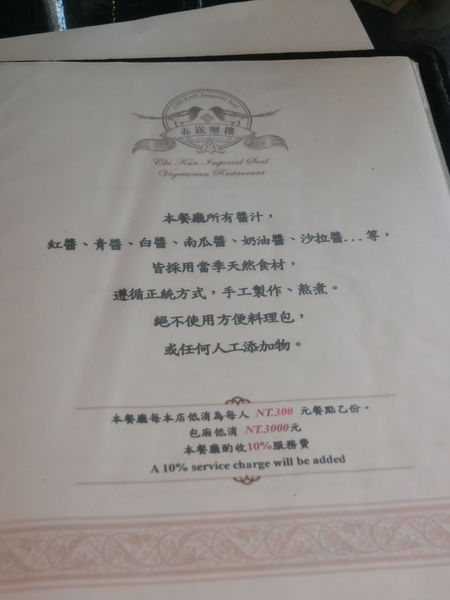 Chi Kan Imperial Seal
赤崁璽樓
Chi Kan Imperial Seal
Vegetarian Restaurant
本餐廳所有醬汁，
紅醬、青醬、白醬、南瓜醬、奶油醬、沙拉醬...等，
皆採用當季天然食材，
遵循正統方式，手工製作、熬煮。
絕不使用方便料理包，
或任何人工添加物。
本餐廳每本店低消為每人 NT.300 元餐點乙份。
包廂低消 NT.3000元
本餐廳酌收10%服務費
A 10% service charge will be added